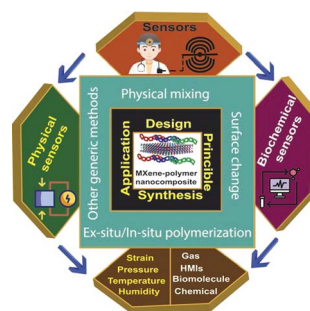 Sensors
Physical mixing
Design
Physical sensors
Other generic methods
Application
MXene-polymer
nanocomposite
Principle
Surface change
Biochemical sensors
Synthesis
Ex-situ/In-situ polymerization
Strain
Pressure
Temperature
Humidity
Gas
HMIs
Biomolecule
Chemical